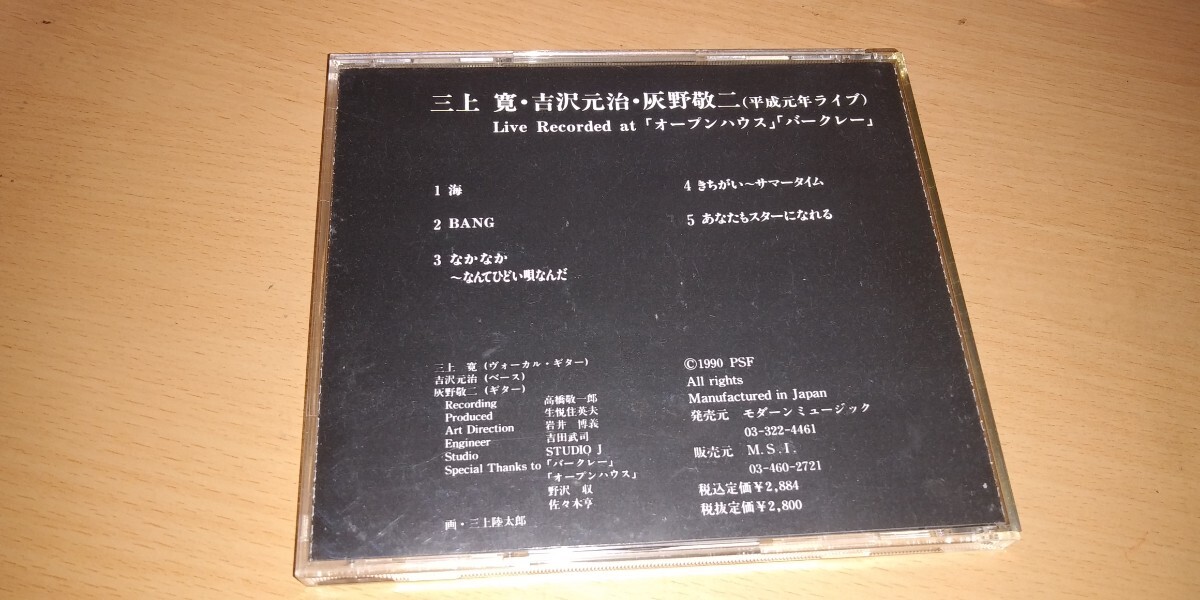 三上 寛・吉沢元治・灰野敬二(平成元年ライブ)
Live Recorded at「オープンハウス」「バークレー」
1 海
2 BANG
3 なかなか
〜なんてひどい唄なんだ
4 きちがい〜サマータイム
5 あなたもスターになれる
三上 寛(ヴォーカル・ギター)
吉沢元治(ベース)
灰野敬二(ギター)
Recording 高橋敬一郎
Produced 生悦住英夫
Art Direction 岩井 博義
Engineer 吉田武司
Studio STUDIO J
Special Thanks to「バークレー」
「オープンハウス」
野沢 収
佐々木亨
画・三上陸太郎
©1990 PSF
All rights
Manufactured in Japan
発売元 モダーンミュージック
03-322-4461
販売元 M.S.I.
03-460-2721
税込定価¥2,884
税抜定価¥2,800